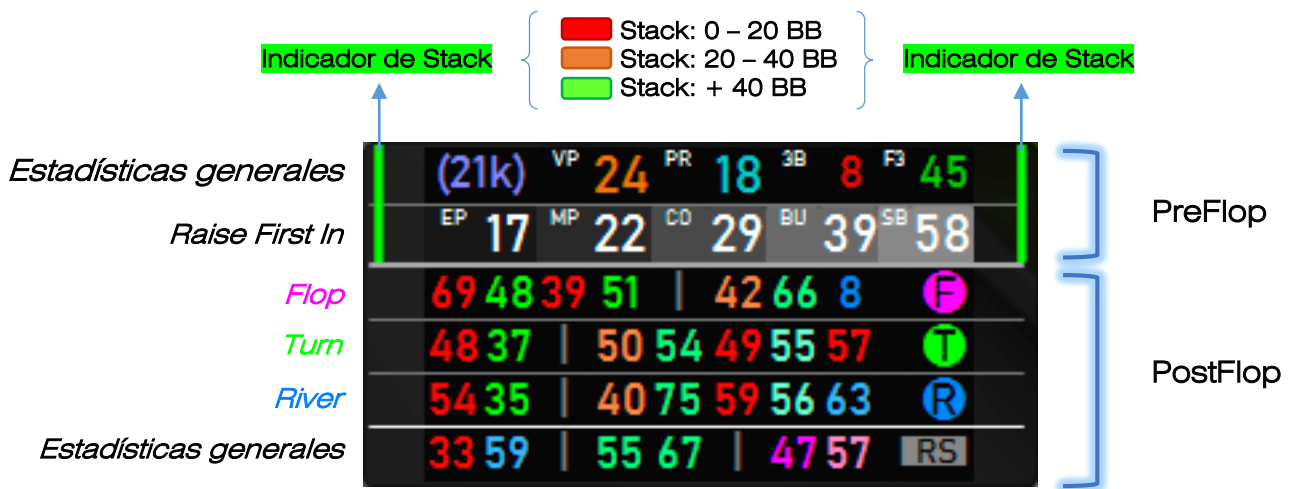 Stack: 0 – 20 BB
Indicador de Stack Stack: 20 – 40 BB Indicador de Stack
Stack: + 40 BB
Estadísticas generales (21k) VP 24 PR 18 3B 8 F3 45
Raise First In EP 17 MP 22 CO 29 BU 39 SB 58
PreFlop
Flop 69 48 39 51 | 42 66 8 F
Turn 48 37 | 50 54 49 55 57 T
PostFlop
River 54 35 | 40 75 59 56 63 R
Estadísticas generales 33 59 | 55 67 | 47 57 RS